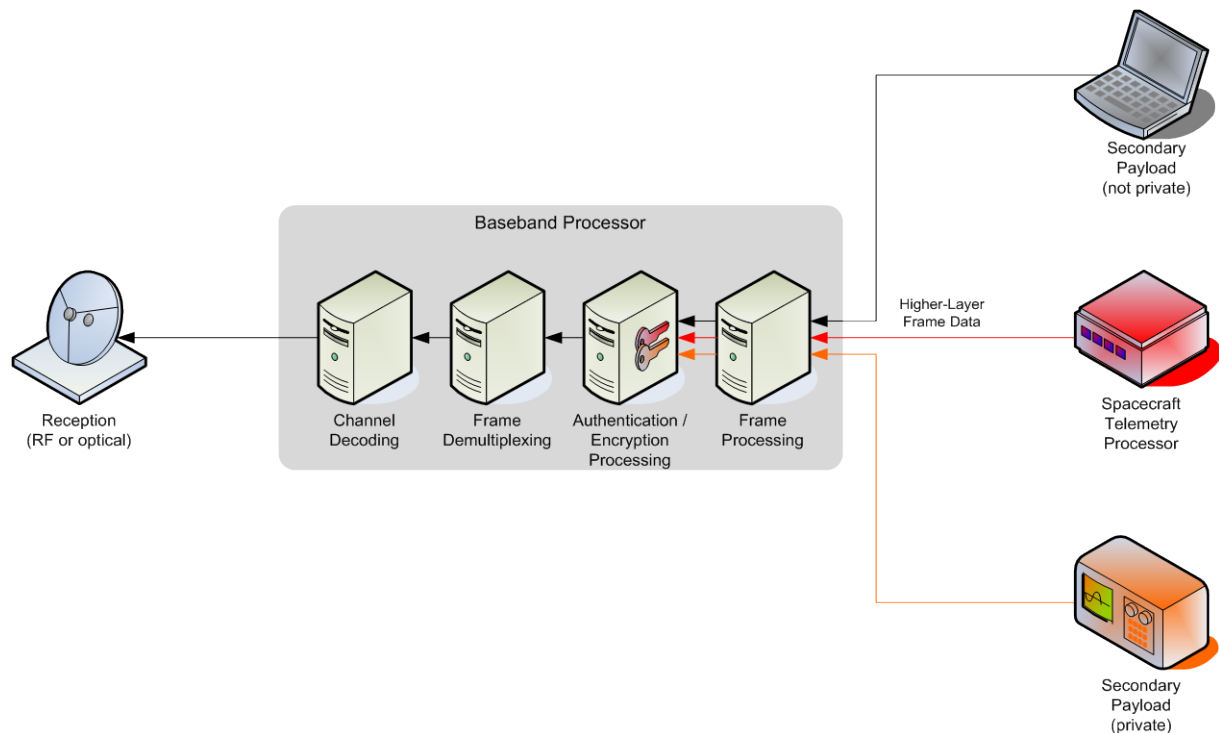 Secondary
Payload
(not private)
Baseband Processor
Higher-Layer
Frame Data
Reception
(RF or optical)
Channel
Decoding
Frame
Demultiplexing
Authentication /
Encryption
Processing
Frame
Processing
Spacecraft
Telemetry
Processor
Secondary
Payload
(private)